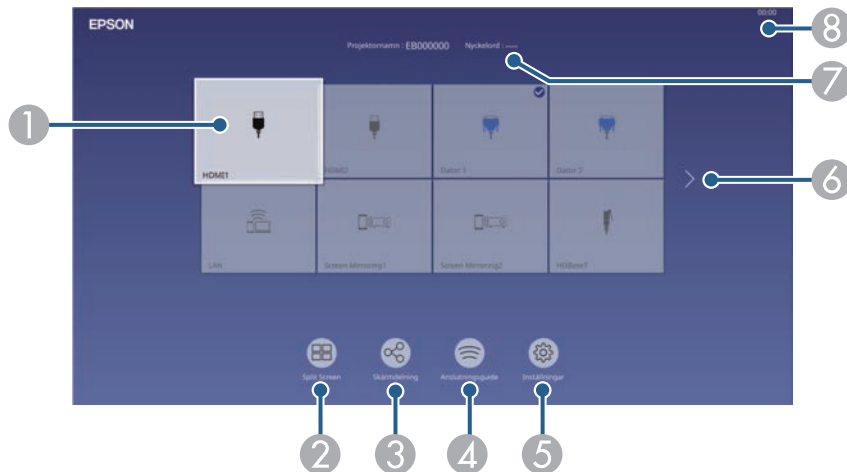 00:00
8
EPSON
Projektornamn : EB000000 Nyckelord : ----
7
1
HDMI1
HDMI2
Dator 1
Dator 2
6
LAN
Screen Mirroring1
Screen Mirroring2
HDBaseT
Split Screen
Skärmdelning
Anslutningsguide
Inställningar
2
3
4
5